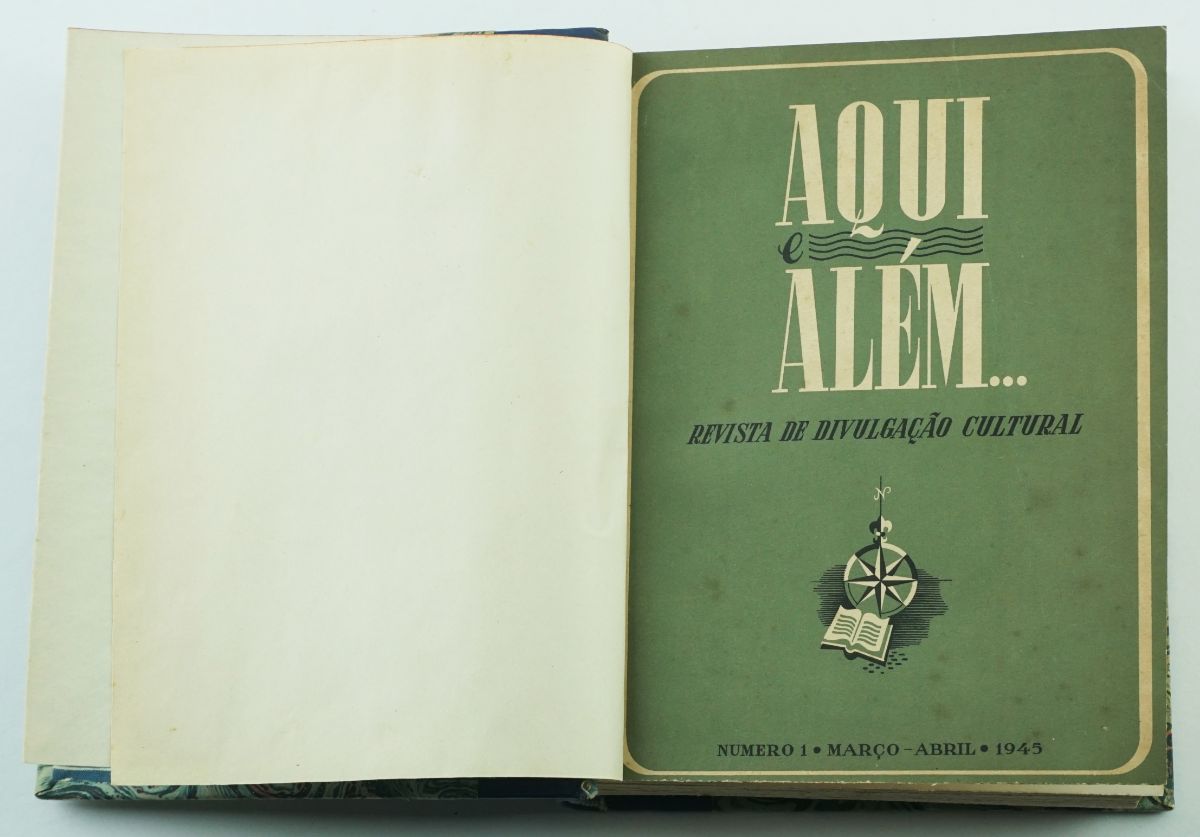 AQUI
e
ALÉM...
REVISTA DE DIVULGAÇÃO CULTURAL
N
NUMERO 1 • MARÇO - ABRIL • 1945